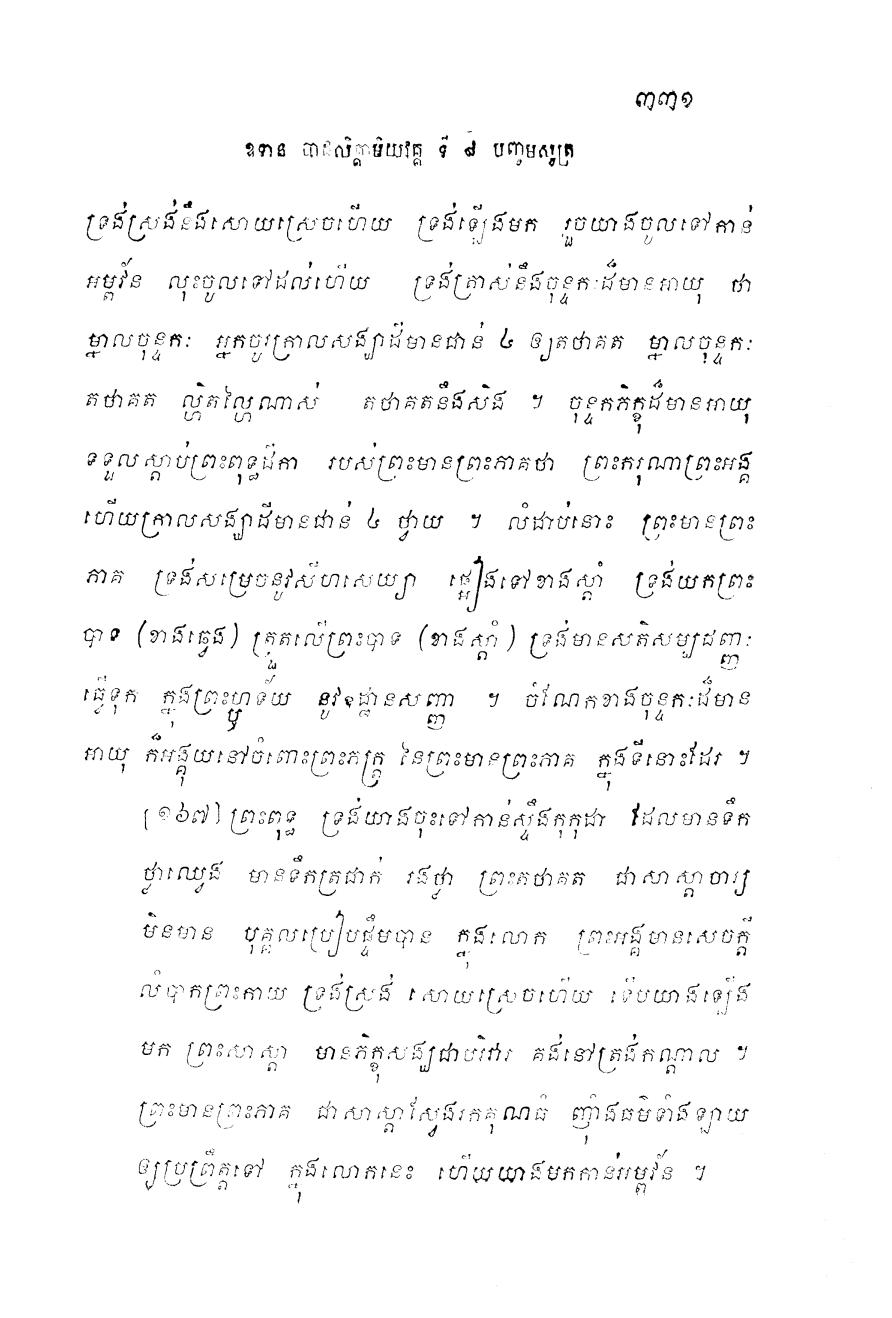 ៣៣១
ឧទាន បាដលិគ្គាមិយវគ្គ ទី ៨ បញ្ចមសូត្រ
ទ្រង់ស្រង់នឹងសោយស្រេចហើយ ទ្រង់ឡើងមក រួចយាងចូលទៅកាន់
អម្ពវ័ន លុះចូលទៅដល់ហើយ ទ្រង់ត្រាស់នឹងចុន្ទកៈដ៏មានអាយុ ថា
ម្នាលចុន្ទកៈ អ្នកចូរក្រាលសង្ឃាដីមានជាន់ ៤ ឲ្យតថាគត ម្នាលចុន្ទកៈ
តថាគត ល្ហិតល្ហៃណាស់ តថាគតនឹងសិង ។ ចុន្ទកភិក្ខុដ៏មានអាយុ
ទទួលស្តាប់ព្រះពុទ្ធដីកា របស់ព្រះមានព្រះភាគថា ព្រះករុណាព្រះអង្គ
ហើយក្រាលសង្ឃាដីមានជាន់ ៤ ថ្វាយ ។ លំដាប់នោះ ព្រះមានព្រះ
ភាគ ទ្រង់សម្រេចនូវសីហសេយ្យា ផ្អៀងទៅខាងស្តាំ ទ្រង់យកព្រះ
បាទ (ខាងឆ្វេង) ត្រួតលើព្រះបាទ (ខាងស្តាំ) ទ្រង់មានសតិសម្បជញ្ញៈ
ធ្វើទុក ក្នុងព្រះហ្ឫទ័យ នូវឧដ្ឋានសញ្ញា ។ ចំណែកខាងចុន្ទកៈដ៏មាន
អាយុ ក៏អង្គុយនៅចំពោះព្រះភក្ត្រ នៃព្រះមានព្រះភាគ ក្នុងទីនោះដែរ ។
[១៦៧] ព្រះពុទ្ធ ទ្រង់យាងចុះទៅកាន់ស្ទឹងកុកុដា ដែលមានទឹក
ថ្លាឈ្វេង មានទឹកត្រជាក់ រងថ្លា ព្រះតថាគត ជាសាស្តាចារ្យ
មិនមាន បុគ្គលប្រៀបផ្ទឹមបាន ក្នុងលោក ព្រះអង្គមានសេចក្តី
លំបាកព្រះកាយ ទ្រង់ស្រង់ សោយស្រេចហើយ ទើបយាងឡើង
មក ព្រះសាស្តា មានភិក្ខុសង្ឃជាបរិវារ គង់នៅត្រង់កណ្តាល ។
ព្រះមានព្រះភាគ ជាសាស្តាស្វែងរកគុណធំ ញ៉ាំងធម៌ទាំងឡាយ
ឲ្យប្រព្រឹត្តទៅ ក្នុងលោកនេះ ហើយយាងមកកាន់អម្ពវ័ន ។